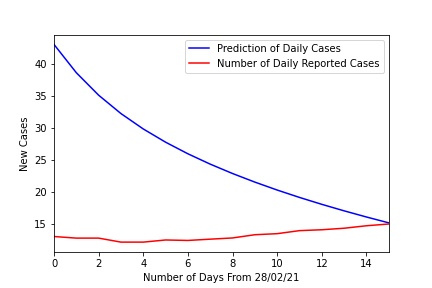 Prediction of Daily Cases
Number of Daily Reported Cases
New Cases
40
35
30
25
20
15
0 2 4 6 8 10 12 14
Number of Days From 28/02/21